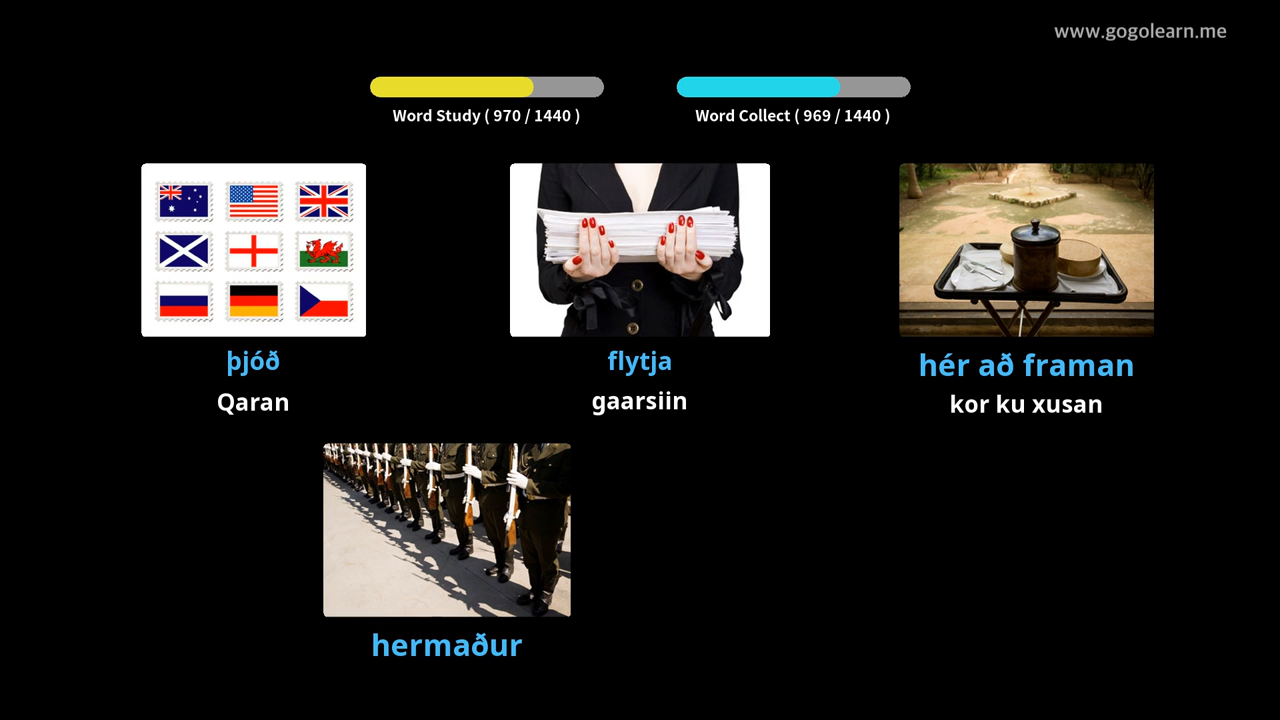 www.gogolearn.me
Word Study ( 970 / 1440 )
Word Collect ( 969 / 1440 )
þjóð
Qaran
flytja
gaarsiin
hér að framan
kor ku xusan
hermaður